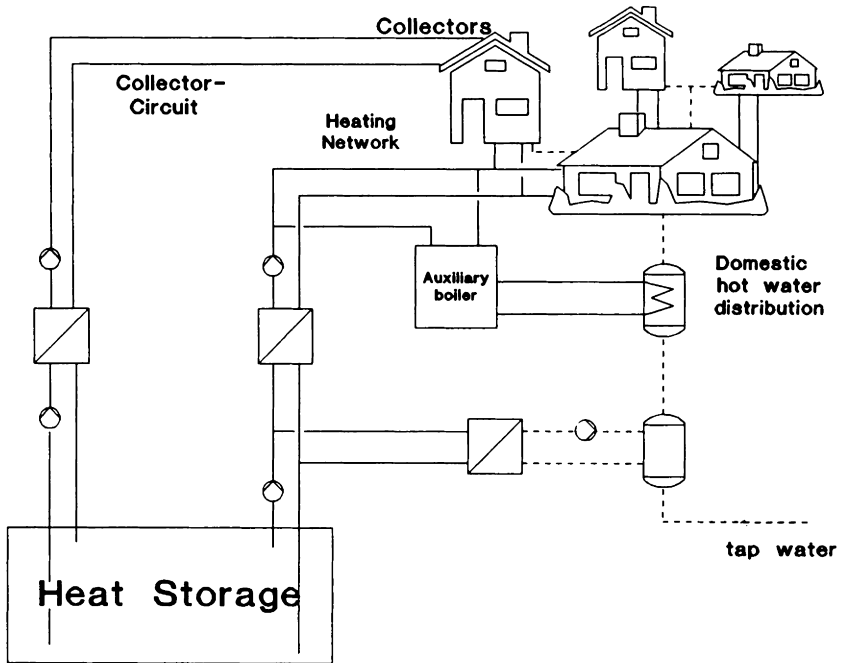 Collectors
Collector-
Circuit
Heating
Network
Auxiliary
boiler
Domestic
hot water
distribution
tap water
Heat Storage